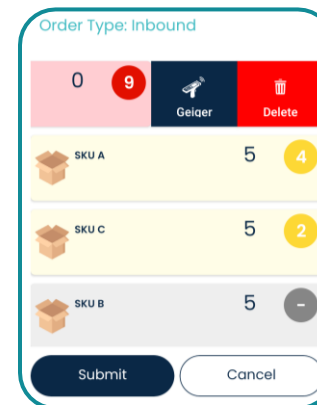 Order Type: Inbound
0 9
Geiger Delete
SKU A 5 4
SKU C 5 2
SKU B 5 -
Submit Cancel